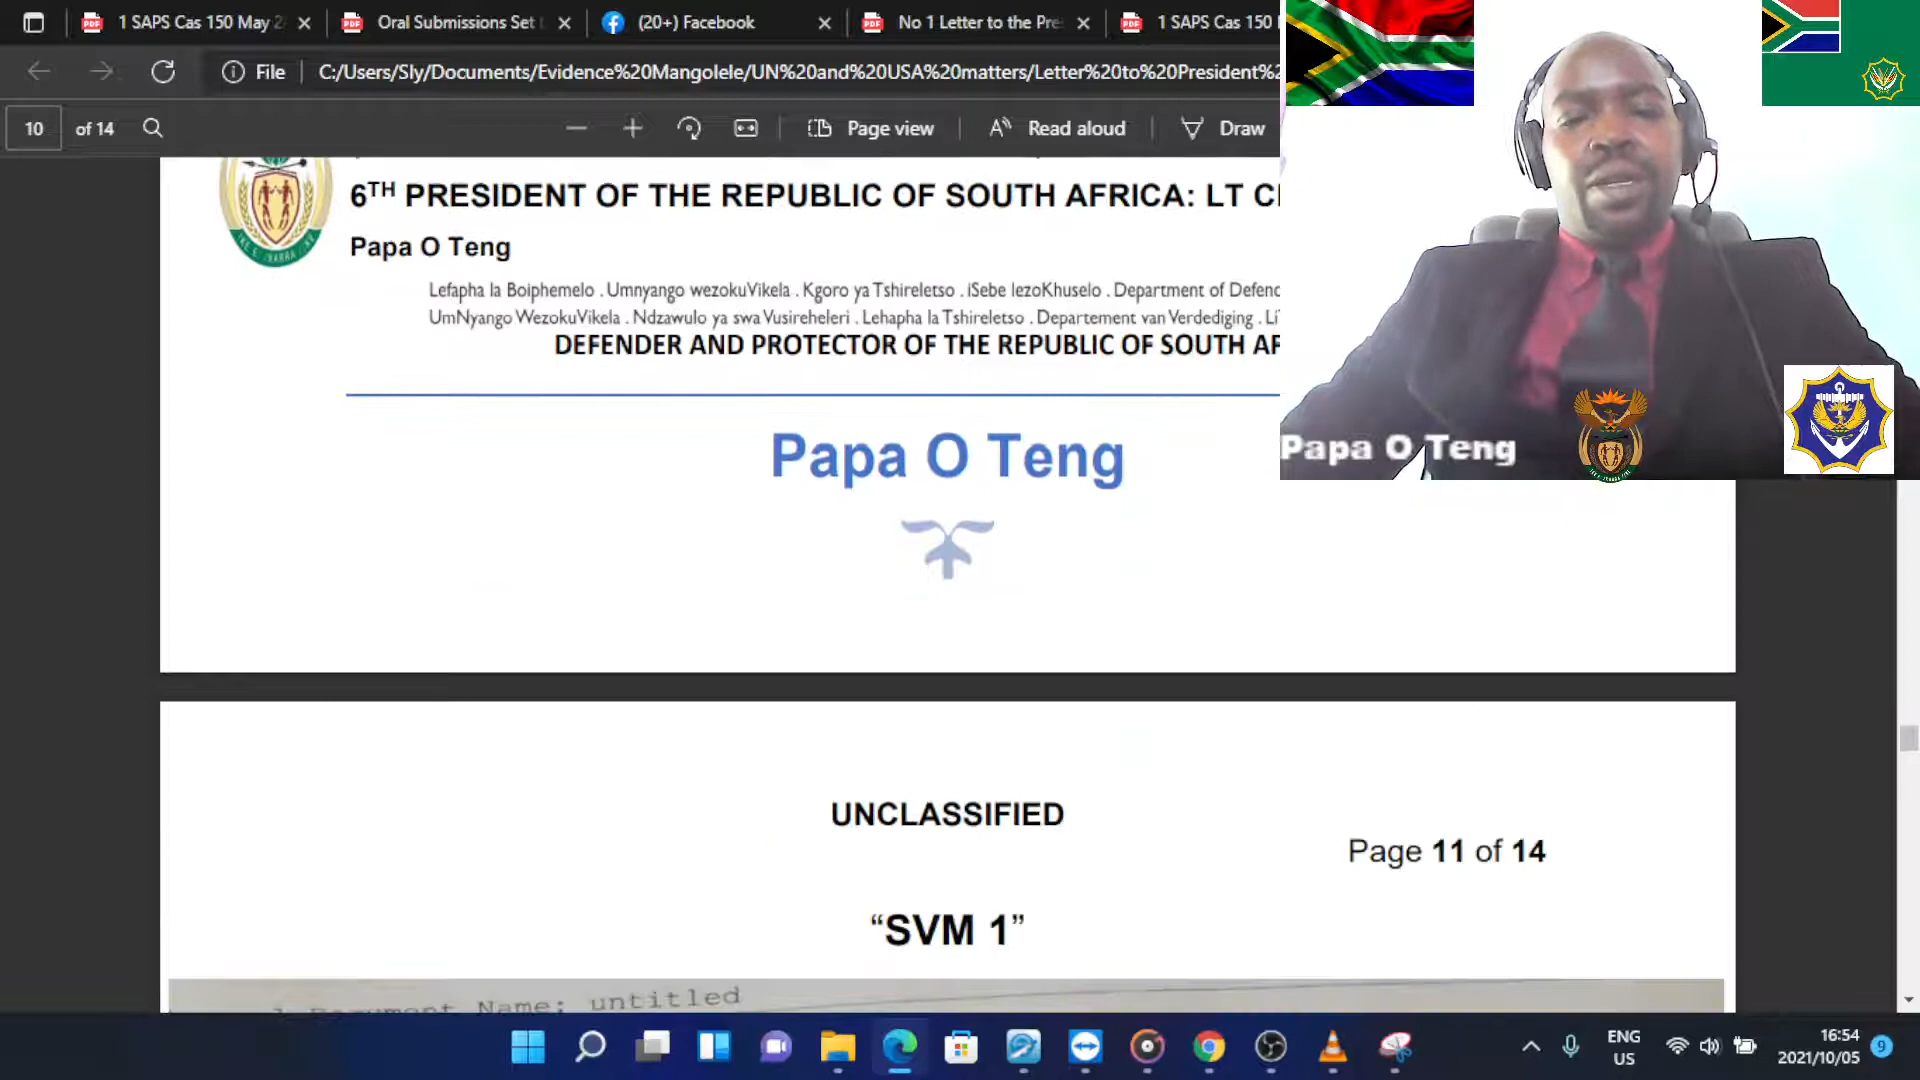 1 SAPS Cas 150 May 2
Oral Submissions Set
(20+) Facebook
No 1 Letter to the Pre
1 SAPS Cas 150
File
C:/Users/Sly/Documents/Evidence%20Mangolele/UN%20and%20USA%20matters/Letter%20to%20President%
10 of 14
Page view
Read aloud
Draw
6TH PRESIDENT OF THE REPUBLIC OF SOUTH AFRICA: LT
Papa O Teng
Lefapha la Boiphemelo . Umnyango wezokuVikela . Kgoro ya Tshireletso . iSebe lezoKhuselo . Department of Defenc
UmNyango WezokuVikela . Ndzawulo ya swa Vusireheleri . Lehapha la Tshireletso . Departement van Verdediging .
DEFENDER AND PROTECTOR OF THE REPUBLIC OF SOUTH AF
Papa O Teng
Papa O Teng
UNCLASSIFIED
Page 11 of 14
“SVM 1”
Document Name: untitled
ENG
US
16:54
2021/10/05
9